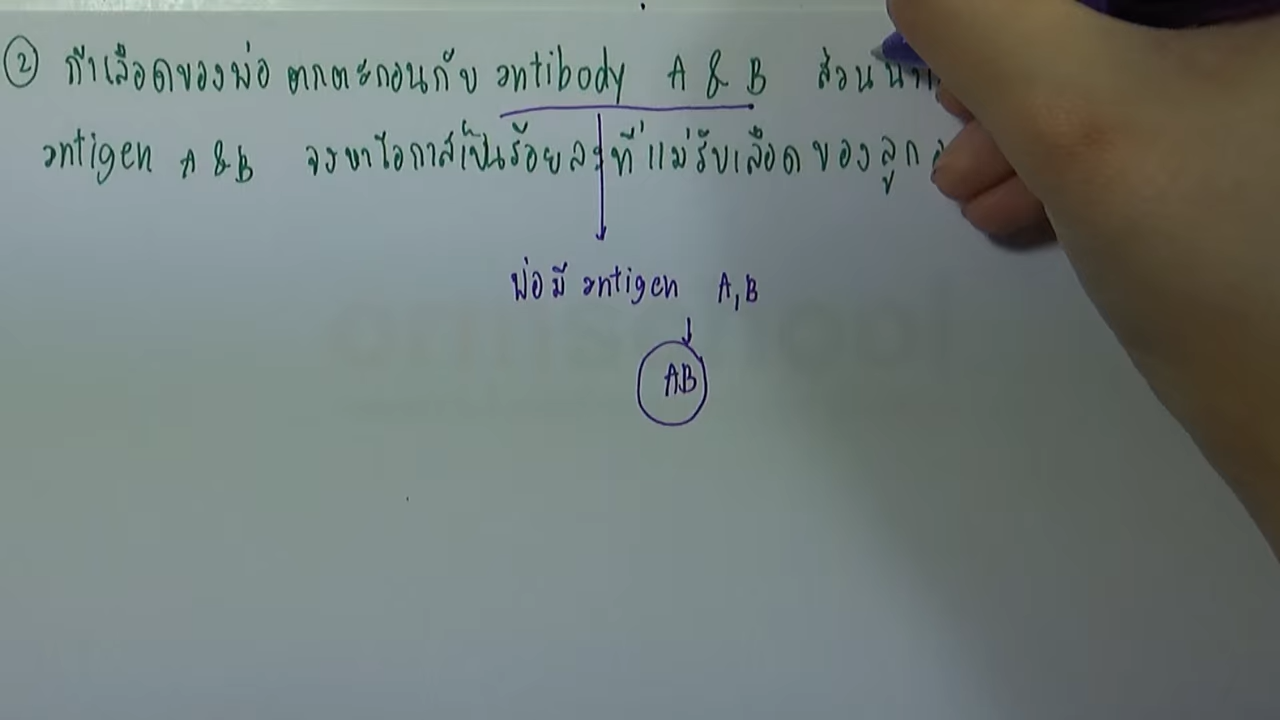 ② ถ้าเลือดของพ่อ ตกตะกอนกับ antibody A & B ส่วน
antigen A & B จงหาโอกาสเป็นร้อยละที่แม่รับเลือดของลูก
พ่อมี antigen A,B
AB